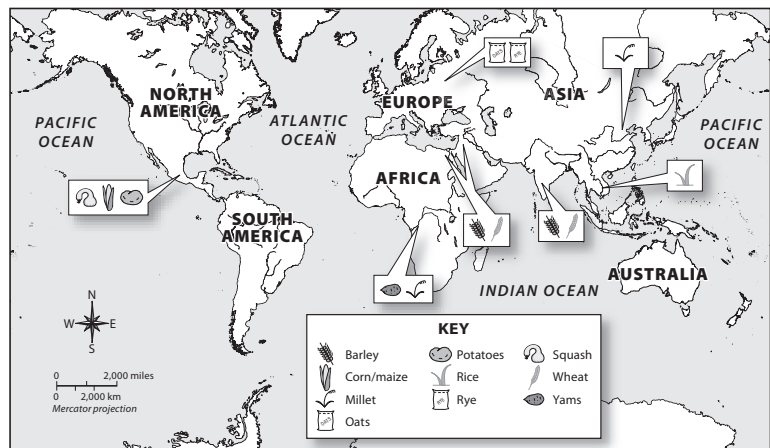 NORTH
AMERICA
PACIFIC
OCEAN
ATLANTIC
OCEAN
EUROPE
ASIA
PACIFIC
OCEAN
AFRICA
SOUTH
AMERICA
AUSTRALIA
INDIAN OCEAN
N
W E
S
0 2,000 miles
0 2,000 km
Mercator projection
KEY
Barley
Corn/maize
Millet
Oats
Potatoes
Rice
Rye
Squash
Wheat
Yams